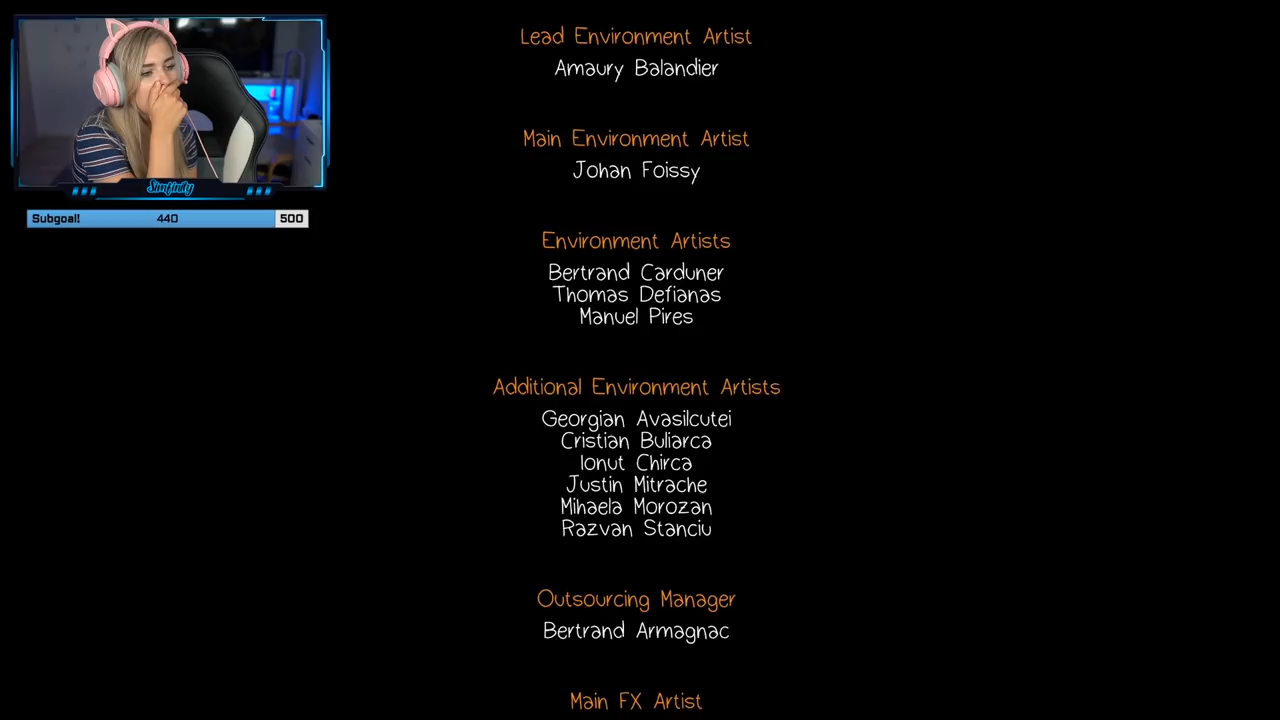 Lead Environment Artist
Amaury Balandier
Main Environment Artist
Johan Foissy
Simfinity
Subgoal! 440 500
Environment Artists
Bertrand Carduner
Thomas Defianas
Manuel Pires
Additional Environment Artists
Georgian Avasilcutei
Cristian Buliarca
Ionut Chirca
Justin Mitrache
Mihaela Morozan
Razvan Stanciu
Outsourcing Manager
Bertrand Armagnac
Main FX Artist